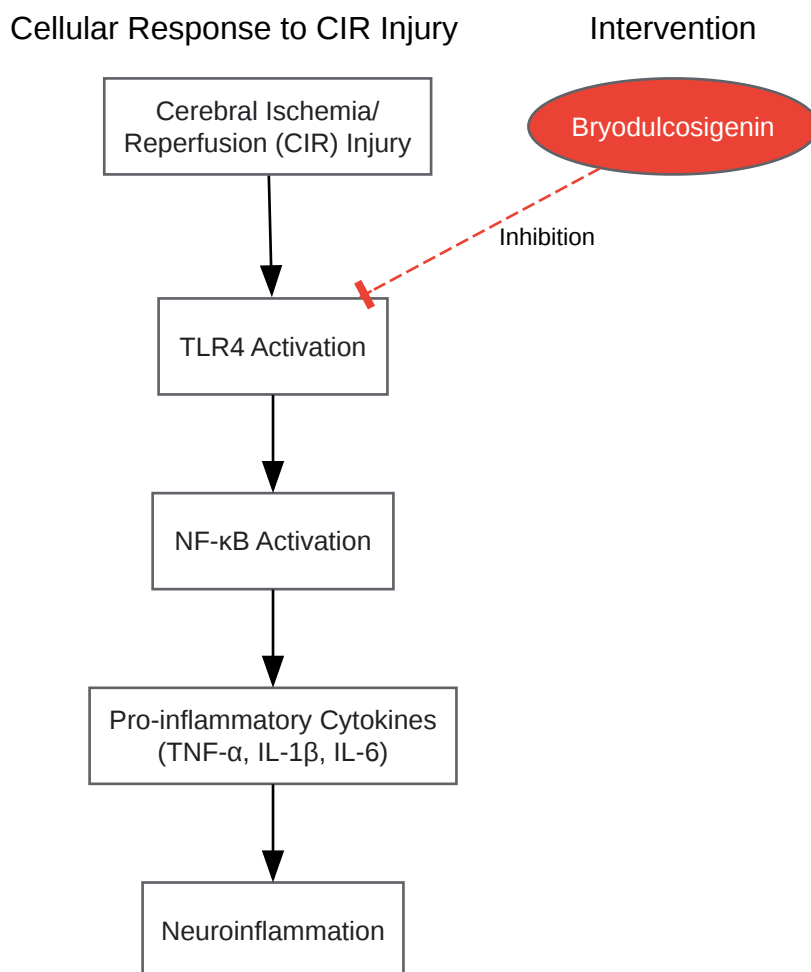 Cellular Response to CIR Injury
Intervention
Cerebral Ischemia/
Reperfusion (CIR) Injury
Bryodulcosigenin
Inhibition
TLR4 Activation
NF-κB Activation
Pro-inflammatory Cytokines
(TNF-α, IL-1β, IL-6)
Neuroinflammation